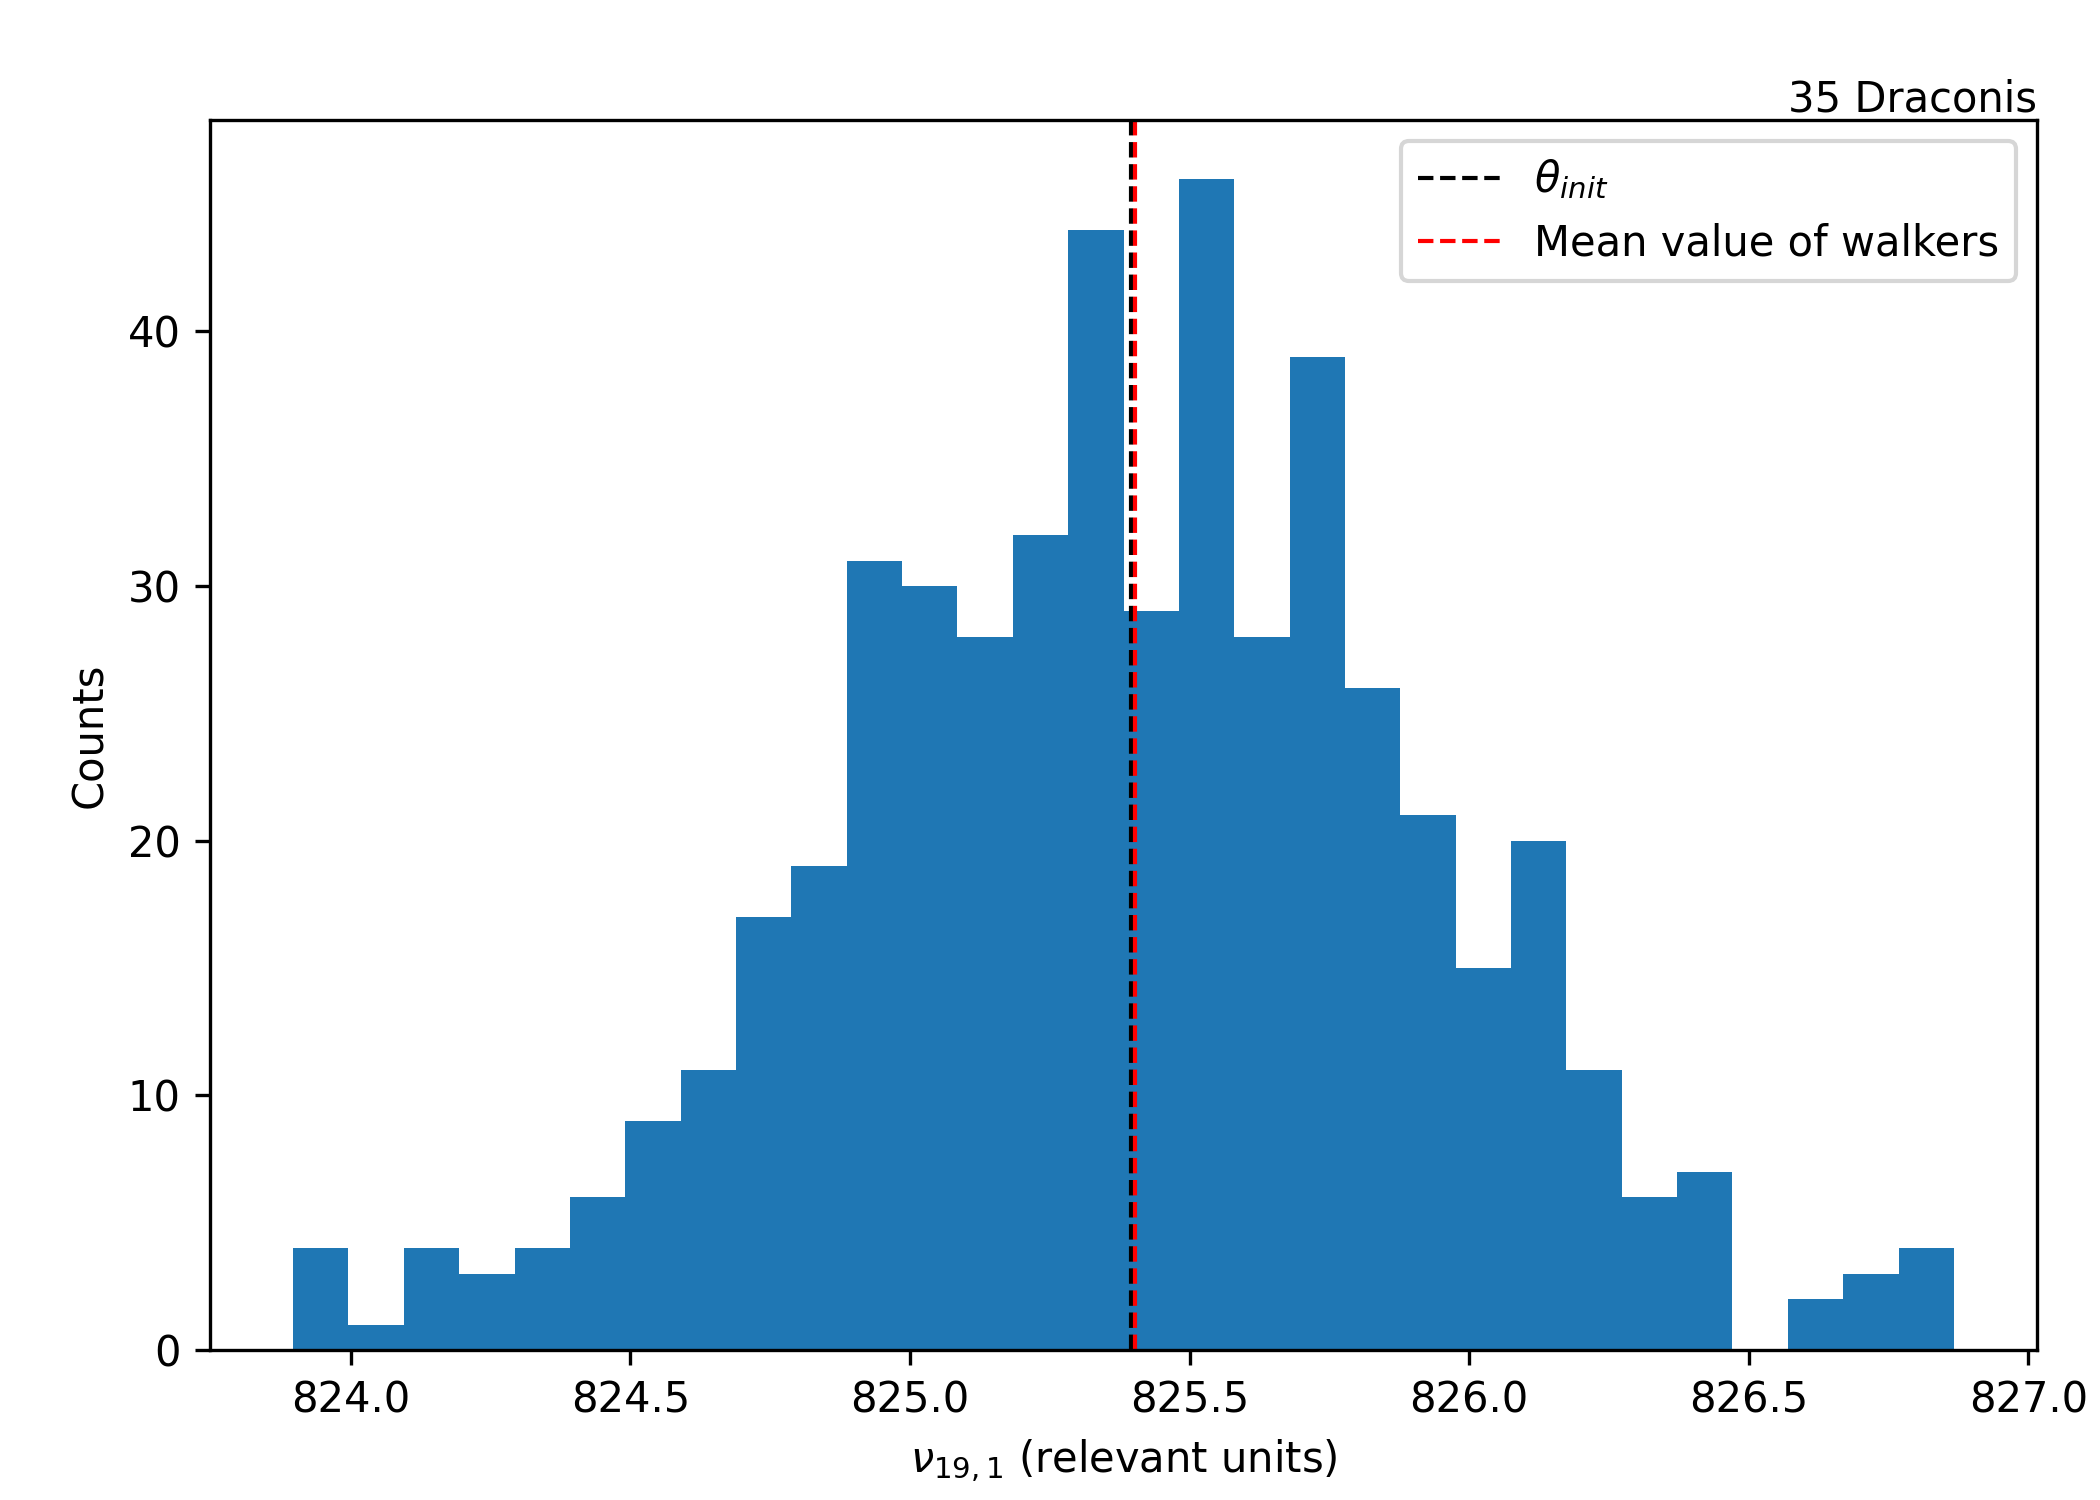 35 Draconis
θinit
Mean value of walkers
Counts
40
30
20
10
0
824.0 824.5 825.0 825.5 826.0 826.5 827.0
ν19,1 (relevant units)